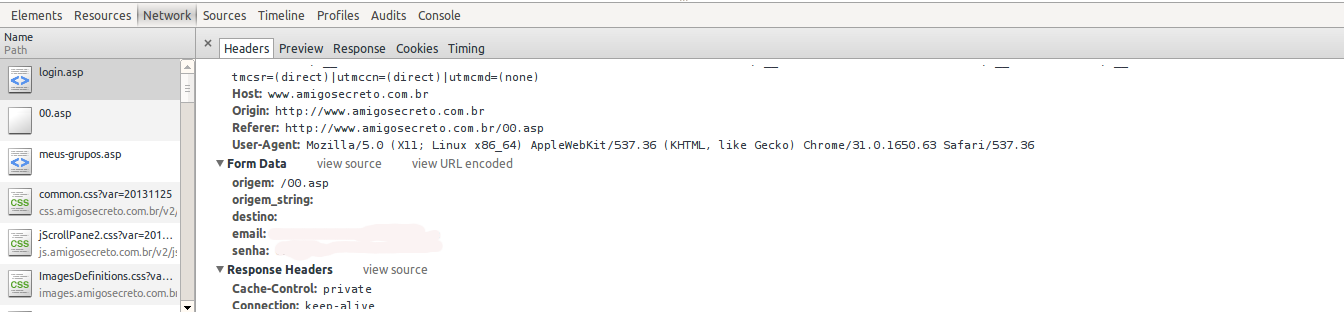 Elements Resources Network Sources Timeline Profiles Audits Console
Name
Path
× Headers Preview Response Cookies Timing
login.asp
00.asp
meus-grupos.asp
common.css?var=20131125
css.amigosecreto.com.br/v2/
jScrollPane2.css?var=201...
js.amigosecreto.com.br/v2/js
ImagesDefinitions.css?va...
images.amigosecreto.com.br
tmcsr=(direct)|utmccn=(direct)|utmcmd=(none)
Host: www.amigosecreto.com.br
Origin: http://www.amigosecreto.com.br
Referer: http://www.amigosecreto.com.br/00.asp
User-Agent: Mozilla/5.0 (X11; Linux x86_64) AppleWebKit/537.36 (KHTML, like Gecko) Chrome/31.0.1650.63 Safari/537.36
Form Data view source view URL encoded
origem: /00.asp
origem_string:
destino:
email:
senha:
Response Headers view source
Cache-Control: private
Connection: keep-alive